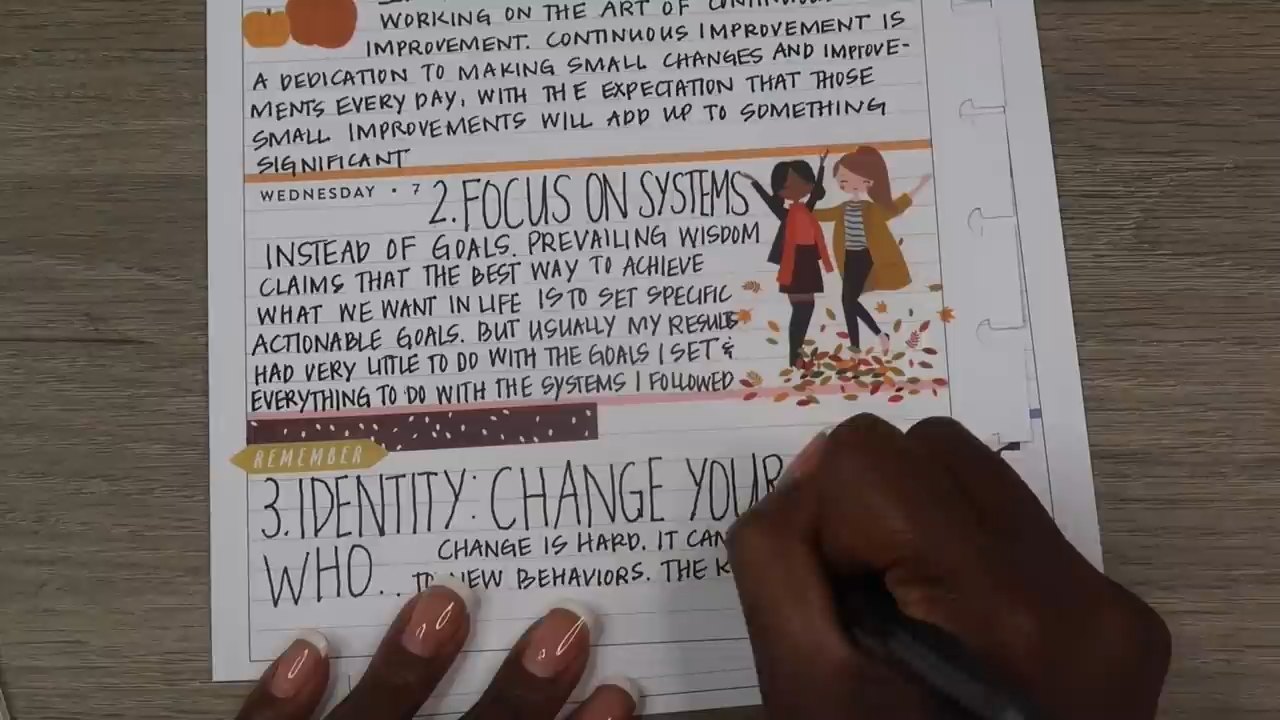 WORKING ON THE ART OF
IMPROVEMENT. CONTINUOUS IMPROVEMENT IS
A DEDICATION TO MAKING SMALL CHANGES AND IMPROVE-
MENTS EVERY DAY, WITH THE EXPECTATION THAT THOSE
SMALL IMPROVEMENTS WILL ADD UP TO SOMETHING
SIGNIFICANT
WEDNESDAY • 7 2. FOCUS ON SYSTEMS
INSTEAD OF GOALS. PREVAILING WISDOM
CLAIMS THAT THE BEST WAY TO ACHIEVE
WHAT WE WANT IN LIFE IS TO SET SPECIFIC
ACTIONABLE GOALS. BUT USUALLY MY RESULTS
HAD VERY LITTLE TO DO WITH THE GOALS I SET &
EVERYTHING TO DO WITH THE SYSTEMS I FOLLOWED
REMEMBER
3. IDENTITY: CHANGE YOUR
WHO... CHANGE IS HARD. IT CAN
NEW BEHAVIORS. THE